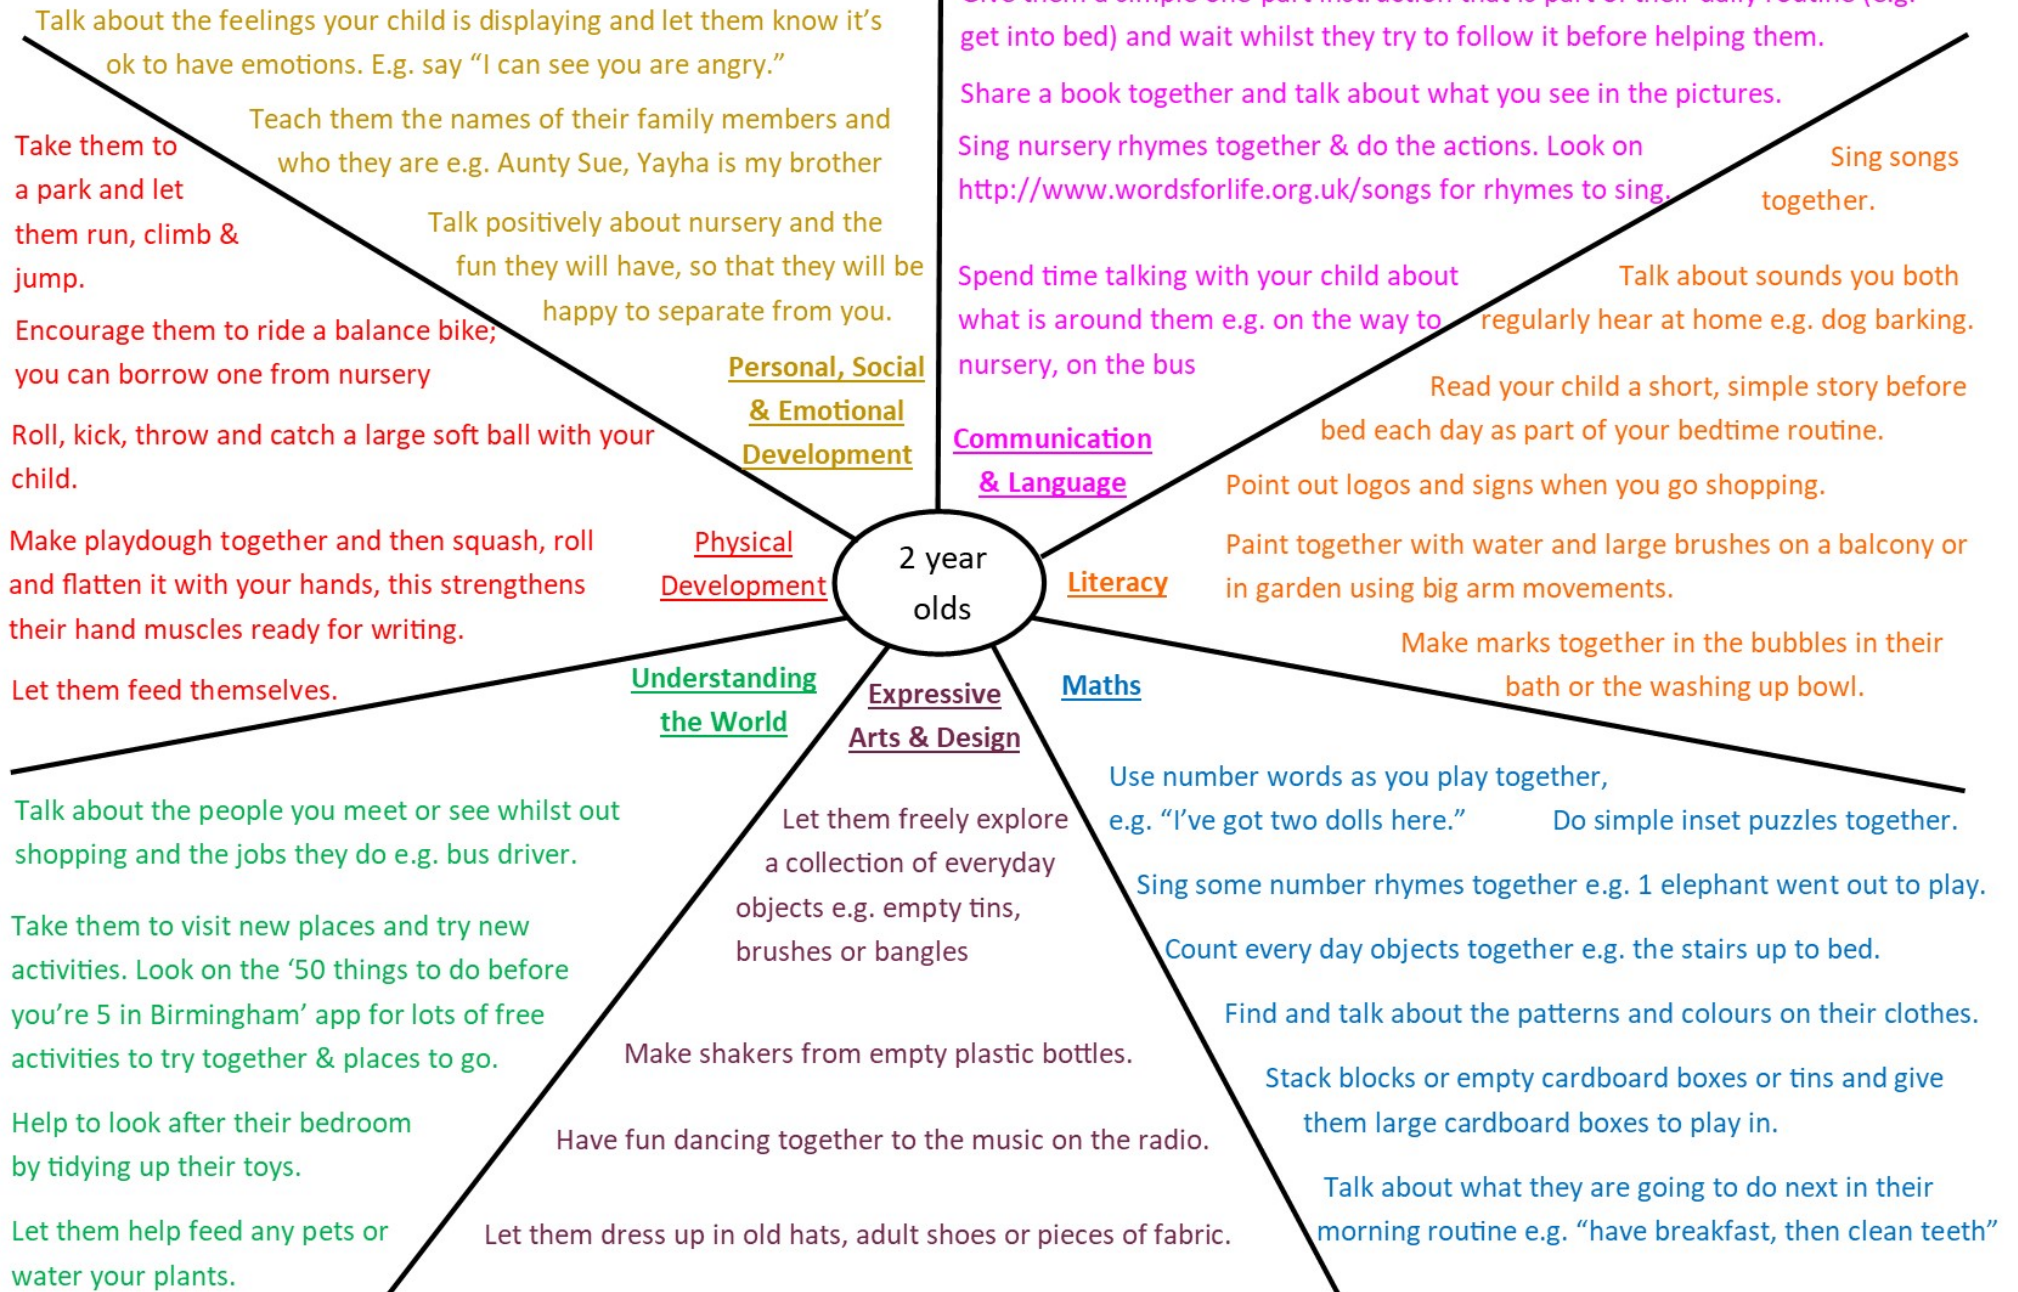 Talk about the feelings your child is displaying and let them know it’s
ok to have emotions. E.g. say “I can see you are angry.”
Teach them the names of their family members and
who they are e.g. Aunty Sue, Yayha is my brother
Talk positively about nursery and the
fun they will have, so that they will be
happy to separate from you.
Personal, Social
& Emotional
Development
Give them a simple one-part instruction that is part of their daily routine (e.g.
get into bed) and wait whilst they try to follow it before helping them.
Share a book together and talk about what you see in the pictures.
Sing nursery rhymes together & do the actions. Look on
http://www.wordsforlife.org.uk/songs for rhymes to sing.
Spend time talking with your child about
what is around them e.g. on the way to
nursery, on the bus
Communication
& Language
Take them to
a park and let
them run, climb &
jump.
Encourage them to ride a balance bike;
you can borrow one from nursery
Roll, kick, throw and catch a large soft ball with your
child.
Make playdough together and then squash, roll
and flatten it with your hands, this strengthens
their hand muscles ready for writing.
Let them feed themselves.
Physical
Development
2 year
olds
Literacy
Sing songs
together.
Talk about sounds you both
regularly hear at home e.g. dog barking.
Read your child a short, simple story before
bed each day as part of your bedtime routine.
Point out logos and signs when you go shopping.
Paint together with water and large brushes on a balcony or
in garden using big arm movements.
Make marks together in the bubbles in their
bath or the washing up bowl.
Understanding
the World
Talk about the people you meet or see whilst out
shopping and the jobs they do e.g. bus driver.
Take them to visit new places and try new
activities. Look on the ‘50 things to do before
you’re 5 in Birmingham’ app for lots of free
activities to try together & places to go.
Help to look after their bedroom
by tidying up their toys.
Let them help feed any pets or
water your plants.
Expressive
Arts & Design
Let them freely explore
a collection of everyday
objects e.g. empty tins,
brushes or bangles
Make shakers from empty plastic bottles.
Have fun dancing together to the music on the radio.
Let them dress up in old hats, adult shoes or pieces of fabric.
Maths
Use number words as you play together,
e.g. “I’ve got two dolls here.”
Do simple inset puzzles together.
Sing some number rhymes together e.g. 1 elephant went out to play.
Count every day objects together e.g. the stairs up to bed.
Find and talk about the patterns and colours on their clothes.
Stack blocks or empty cardboard boxes or tins and give
them large cardboard boxes to play in.
Talk about what they are going to do next in their
morning routine e.g. “have breakfast, then clean teeth”